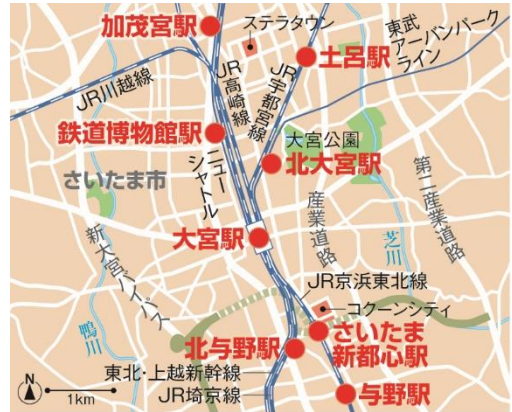 加茂宮駅
ステラタウン
土呂駅
東武
アーバンパーク
ライン
JR川越線
JR高崎線
JR宇都宮線
鉄道博物館駅
ニュー
シャトル
大宮公園
北大宮駅
さいたま市
新大宮バイパス
大宮駅
産業道路
芝川
第二産業道路
鴨川
JR京浜東北線
コクーンシティ
さいたま
新都心駅
北与野駅
東北・上越新幹線
JR埼京線
与野駅
N
1km